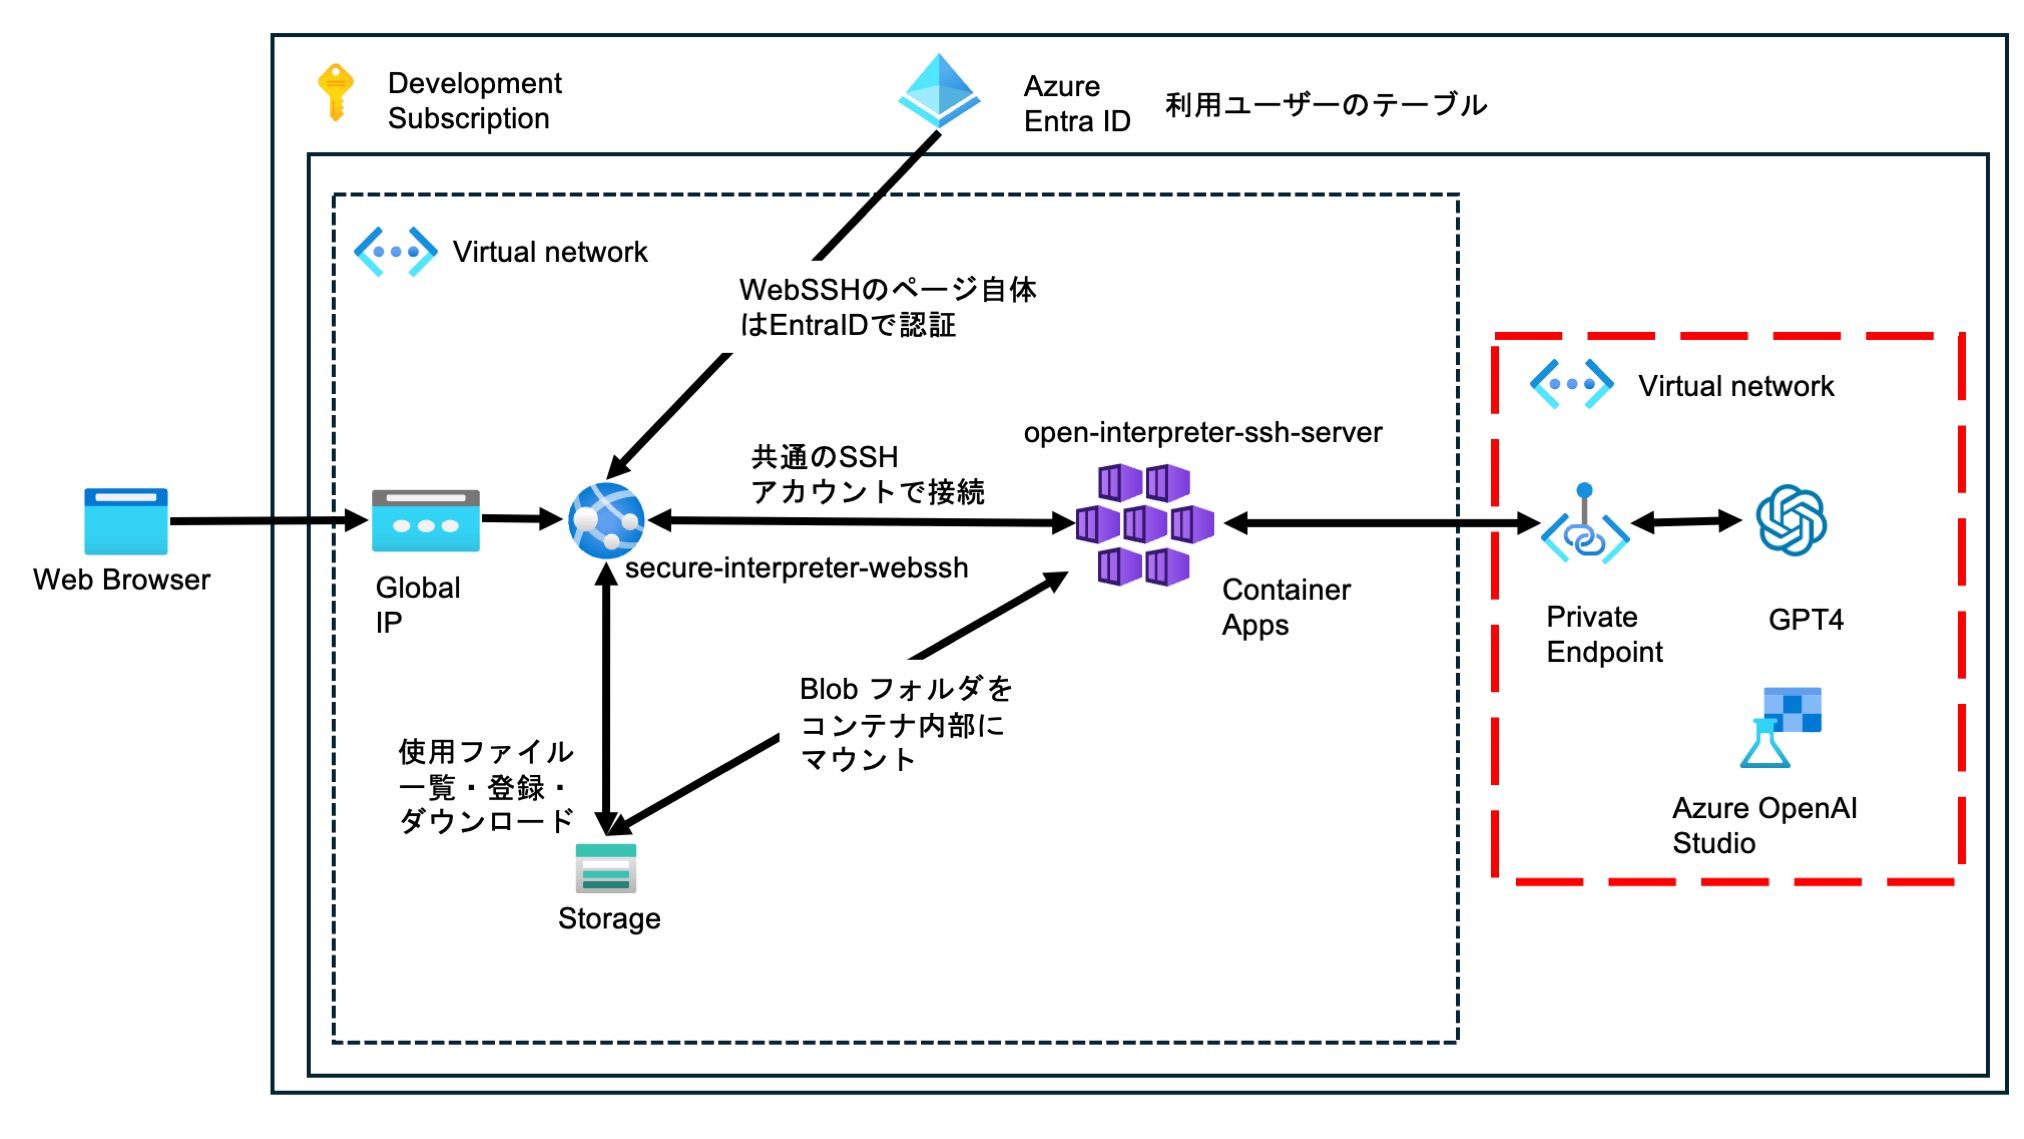 Development
Subscription
Azure
Entra ID
利用ユーザーのテーブル
Virtual network
WebSSHのページ自体
はEntraIDで認証
Virtual network
open-interpreter-ssh-server
共通のSSH
アカウントで接続
Web Browser
Global
IP
secure-interpreter-webssh
Container
Apps
Private
Endpoint
GPT4
Blob フォルダを
コンテナ内部に
マウント
使用ファイル
一覧・登録・
ダウンロード
Azure OpenAI
Studio
Storage